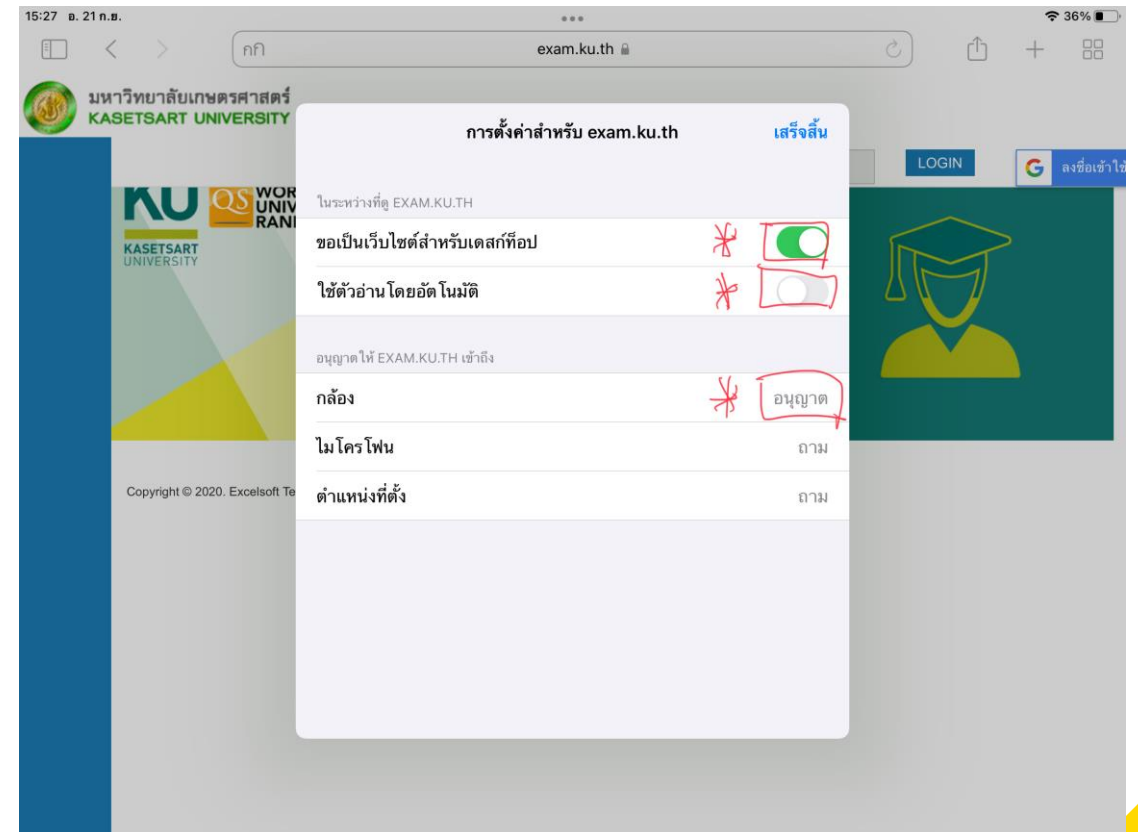 15:27 อ. 21 ก.ย.
36%
กก
exam.ku.th
มหาวิทยาลัยเกษตรศาสตร์
KASETSART UNIVERSITY
การตั้งค่าสำหรับ exam.ku.th
เสร็จสิ้น
LOGIN
G ลงชื่อเข้าใช้
KU
QS
WOR
UNIV
RANI
KASETSART
UNIVERSITY
ในระหว่างที่ดู EXAM.KU.TH
ขอเป็นเว็บไซต์สำหรับเดสก์ท็อป
ใช้ตัวอ่านโดยอัตโนมัติ
อนุญาตให้ EXAM.KU.TH เข้าถึง
กล้อง อนุญาต
ไมโครโฟน ถาม
ตำแหน่งที่ตั้ง ถาม
Copyright © 2020. Excelsoft Te